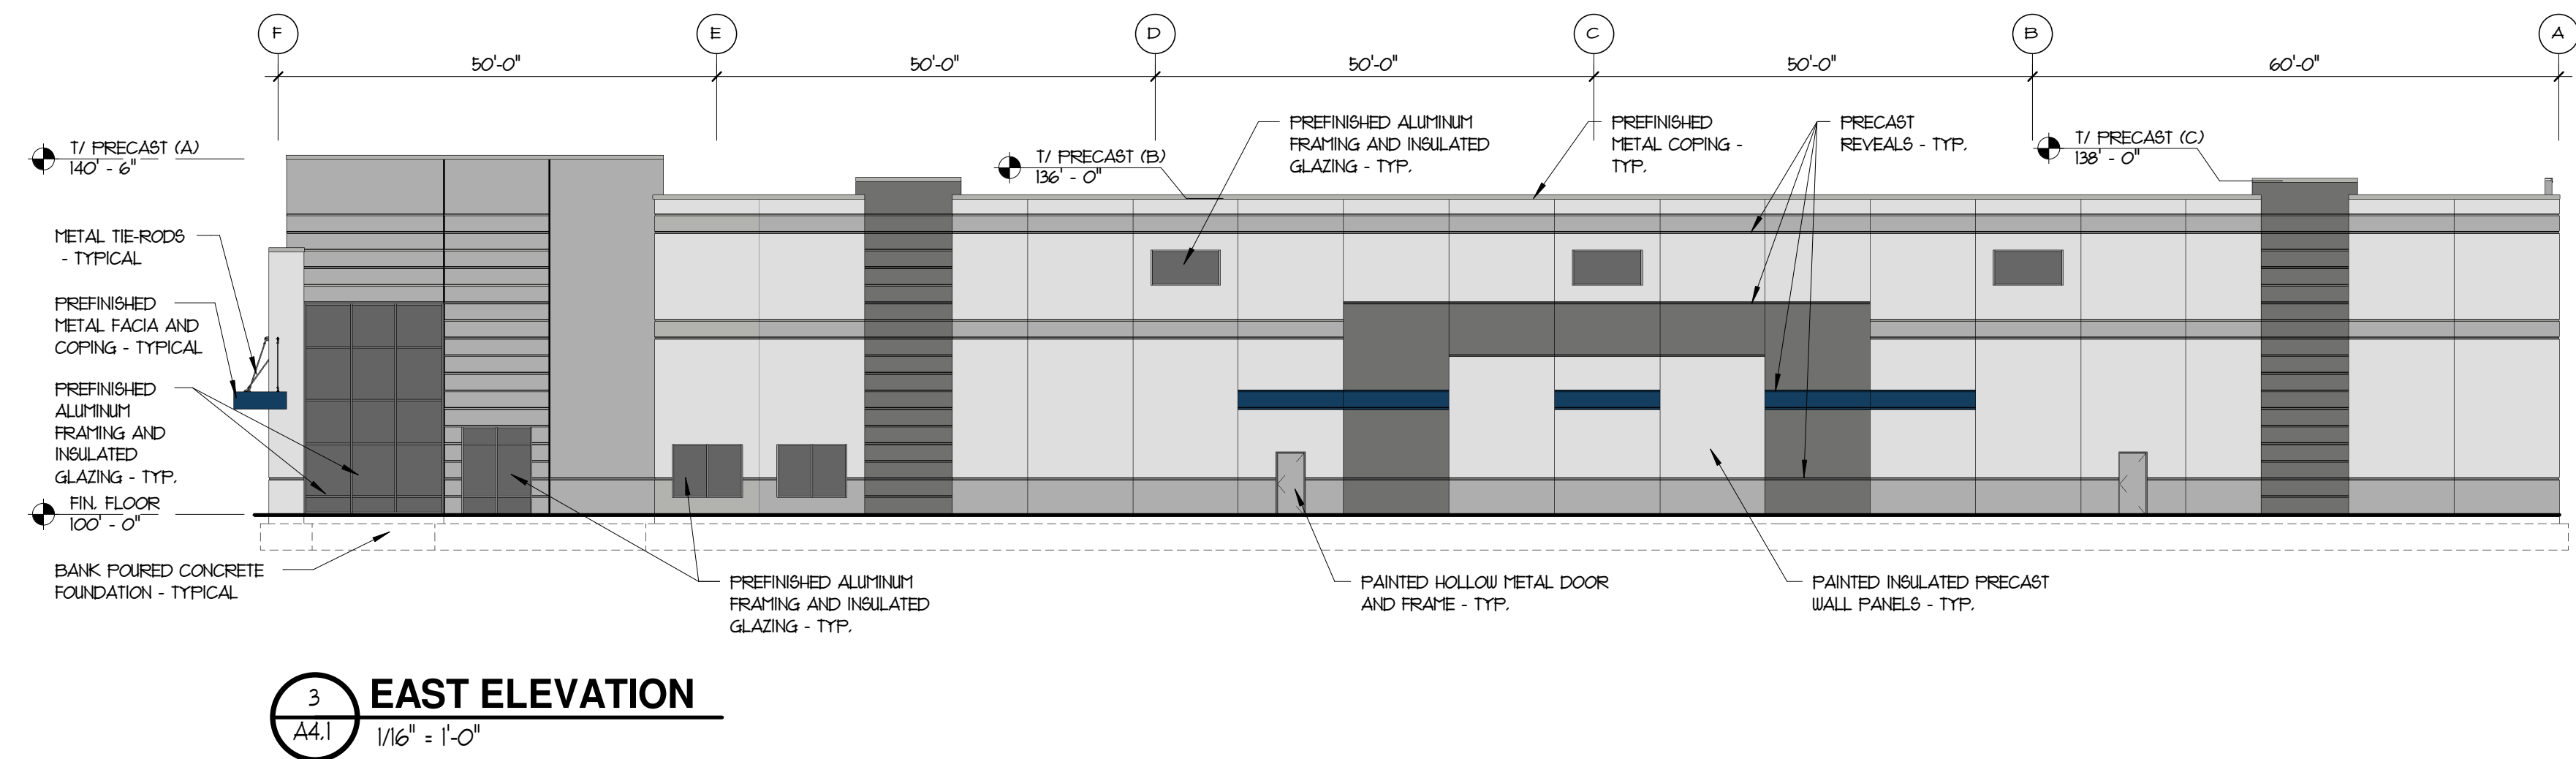 F
E
D
C
B
A
50'-0"
50'-0"
50'-0"
50'-0"
60'-0"
T/ PRECAST (A)
140' - 6"
T/ PRECAST (B)
136' - 0"
PREFINISHED ALUMINUM
FRAMING AND INSULATED
GLAZING - TYP.
PREFINISHED
METAL COPING -
TYP.
PRECAST
REVEALS - TYP.
T/ PRECAST (C)
138' - 0"
METAL TIE-RODS
- TYPICAL
PREFINISHED
METAL FACIA AND
COPING - TYPICAL
PREFINISHED
ALUMINUM
FRAMING AND
INSULATED
GLAZING - TYP.
FIN. FLOOR
100' - 0"
BANK POURED CONCRETE
FOUNDATION - TYPICAL
PREFINISHED ALUMINUM
FRAMING AND INSULATED
GLAZING - TYP.
PAINTED HOLLOW METAL DOOR
AND FRAME - TYP.
PAINTED INSULATED PRECAST
WALL PANELS - TYP.
3
A4.1
EAST ELEVATION
1/16" = 1'-0"